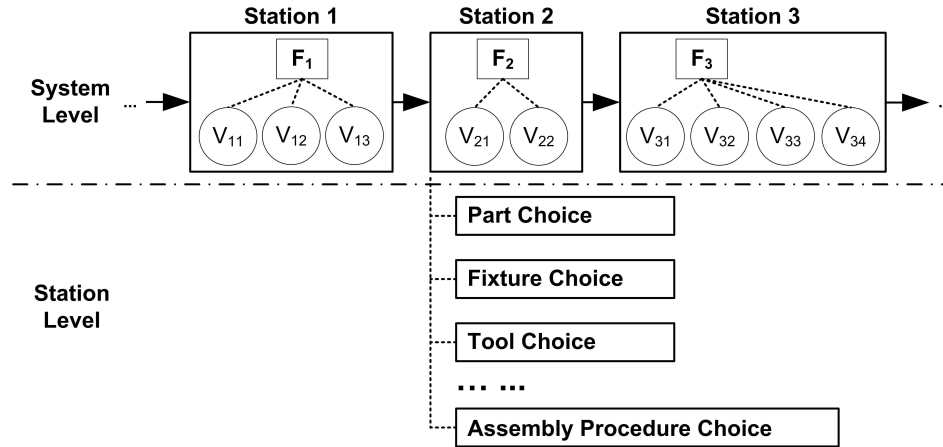 Station 1 Station 2 Station 3
F₁ F₂ F₃
System
Level
... .
V₁₁ V₁₂ V₁₃ V₂₁ V₂₂ V₃₁ V₃₂ V₃₃ V₃₄
Part Choice
Fixture Choice
Station
Level
Tool Choice
... ...
Assembly Procedure Choice